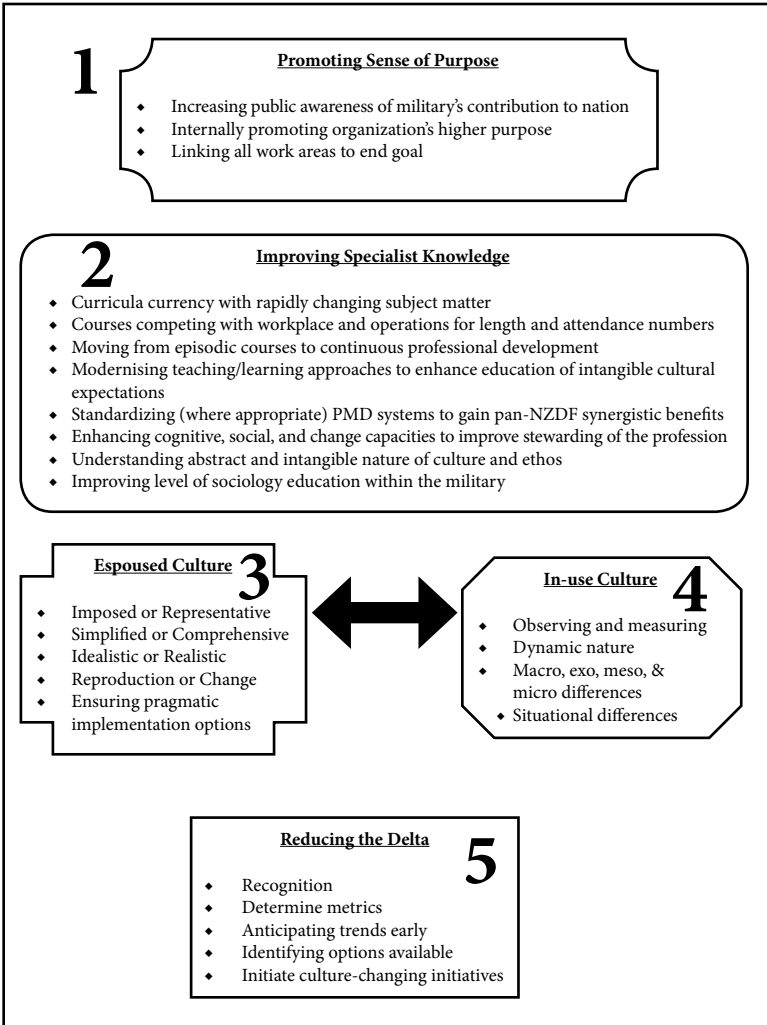 1
Promoting Sense of Purpose
◆ Increasing public awareness of military’s contribution to nation
◆ Internally promoting organization’s higher purpose
◆ Linking all work areas to end goal
2
Improving Specialist Knowledge
◆ Curricula currency with rapidly changing subject matter
◆ Courses competing with workplace and operations for length and attendance numbers
◆ Moving from episodic courses to continuous professional development
◆ Modernising teaching/learning approaches to enhance education of intangible cultural
expectations
◆ Standardizing (where appropriate) PMD systems to gain pan-NZDF synergistic benefits
◆ Enhancing cognitive, social, and change capacities to improve stewarding of the profession
◆ Understanding abstract and intangible nature of culture and ethos
◆ Improving level of sociology education within the military
Espoused Culture
3
◆ Imposed or Representative
◆ Simplified or Comprehensive
◆ Idealistic or Realistic
◆ Reproduction or Change
◆ Ensuring pragmatic
implementation options
In-use Culture
4
◆ Observing and measuring
◆ Dynamic nature
◆ Macro, exo, meso, &
micro differences
◆ Situational differences
Reducing the Delta
5
◆ Recognition
◆ Determine metrics
◆ Anticipating trends early
◆ Identifying options available
◆ Initiate culture-changing initiatives